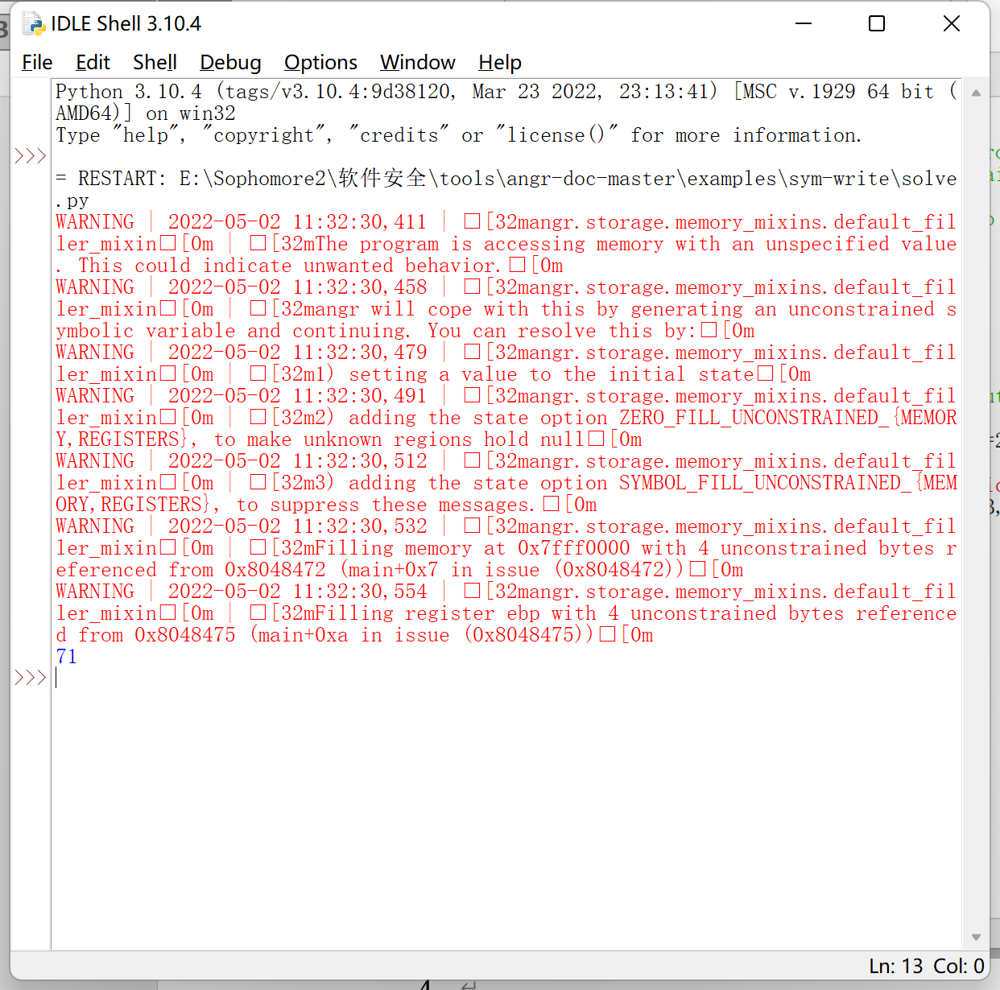 IDLE Shell 3.10.4
File Edit Shell Debug Options Window Help
Python 3.10.4 (tags/v3.10.4:9d38120, Mar 23 2022, 23:13:41) [MSC v.1929 64 bit (
AMD64)] on win32
Type "help", "copyright", "credits" or "license()" for more information.
>>>
= RESTART: E:\Sophomore2\软件安全\tools\angr-doc-master\examples\sym-write\solve
.py
WARNING | 2022-05-02 11:32:30,411 | □[32mangr.storage.memory_mixins.default_fil
ler_mixin□[0m | □[32mThe program is accessing memory with an unspecified value
. This could indicate unwanted behavior.□[0m
WARNING | 2022-05-02 11:32:30,458 | □[32mangr.storage.memory_mixins.default_fil
ler_mixin□[0m | □[32mangr will cope with this by generating an unconstrained s
ymbolic variable and continuing. You can resolve this by:□[0m
WARNING | 2022-05-02 11:32:30,479 | □[32mangr.storage.memory_mixins.default_fil
ler_mixin□[0m | □[32m1) setting a value to the initial state□[0m
WARNING | 2022-05-02 11:32:30,491 | □[32mangr.storage.memory_mixins.default_fil
ler_mixin□[0m | □[32m2) adding the state option ZERO_FILL_UNCONSTRAINED_{MEMOR
Y,REGISTERS}, to make unknown regions hold null□[0m
WARNING | 2022-05-02 11:32:30,512 | □[32mangr.storage.memory_mixins.default_fil
ler_mixin□[0m | □[32m3) adding the state option SYMBOL_FILL_UNCONSTRAINED_{MEM
ORY,REGISTERS}, to suppress these messages.□[0m
WARNING | 2022-05-02 11:32:30,532 | □[32mangr.storage.memory_mixins.default_fil
ler_mixin□[0m | □[32mFilling memory at 0x7fff0000 with 4 unconstrained bytes r
eferenced from 0x8048472 (main+0x7 in issue (0x8048472))□[0m
WARNING | 2022-05-02 11:32:30,554 | □[32mangr.storage.memory_mixins.default_fil
ler_mixin□[0m | □[32mFilling register ebp with 4 unconstrained bytes reference
d from 0x8048475 (main+0xa in issue (0x8048475))□[0m
71
>>>
Ln: 13 Col: 0